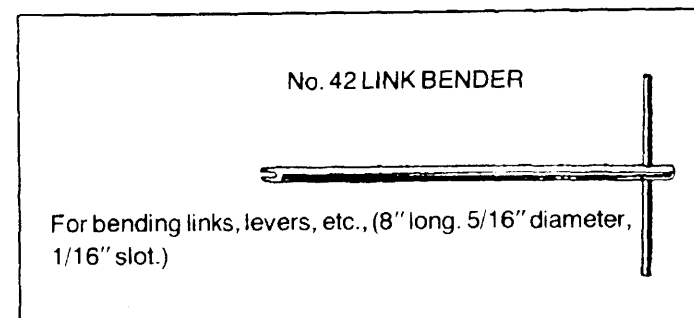 No. 42 LINK BENDER
For bending links, levers, etc., (8" long. 5/16" diameter,
1/16" slot.)